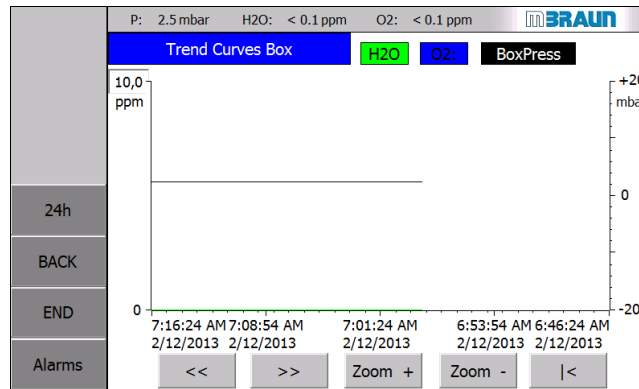 P: 2.5 mbar H2O: < 0.1 ppm O2: < 0.1 ppm MBRAUN
Trend Curves Box H2O O2: BoxPress
10,0 +20
ppm mba
24h 0
BACK
END 0 -20
7:16:24 AM 7:08:54 AM 7:01:24 AM 6:53:54 AM 6:46:24 AM
2/12/2013 2/12/2013 2/12/2013 2/12/2013 2/12/2013
Alarms << >> Zoom + Zoom - |<